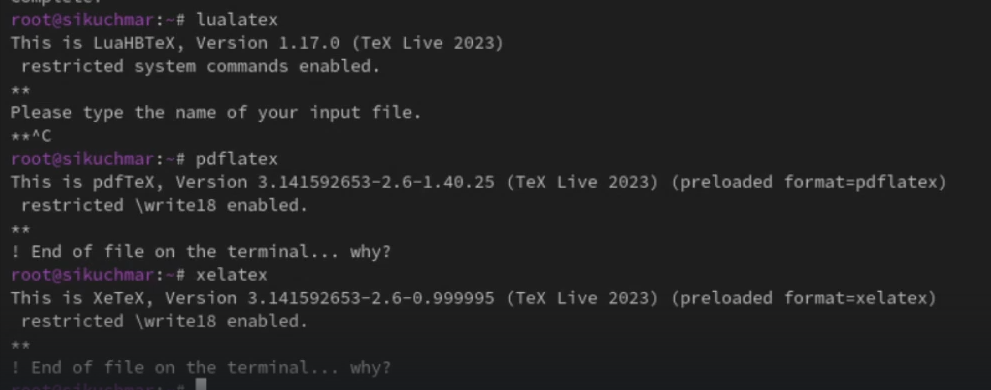 Complete.
root@sikuchmar:~# lualatex
This is LuaHBTeX, Version 1.17.0 (TeX Live 2023)
 restricted system commands enabled.
**
Please type the name of your input file.
**^C
root@sikuchmar:~# pdflatex
This is pdfTeX, Version 3.141592653-2.6-1.40.25 (TeX Live 2023) (preloaded format=pdflatex)
 restricted \write18 enabled.
**
! End of file on the terminal... why?
root@sikuchmar:~# xelatex
This is XeTeX, Version 3.141592653-2.6-0.999995 (TeX Live 2023) (preloaded format=xelatex)
 restricted \write18 enabled.
**
! End of file on the terminal... why?
root@sikuchmar:~#